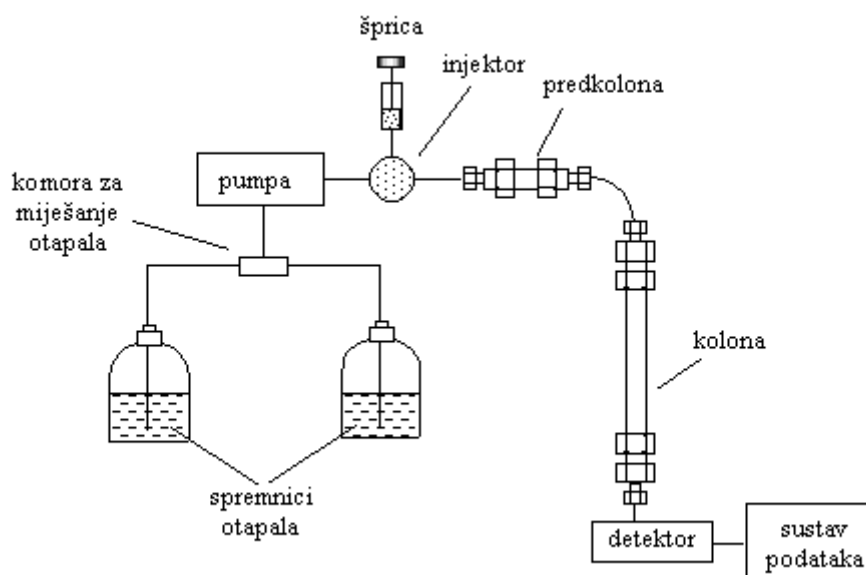 šprica
injektor
predkolona
pumpa
komora za
miješanje
otapala
kolona
spremnici
otapala
detektor
sustav
podataka